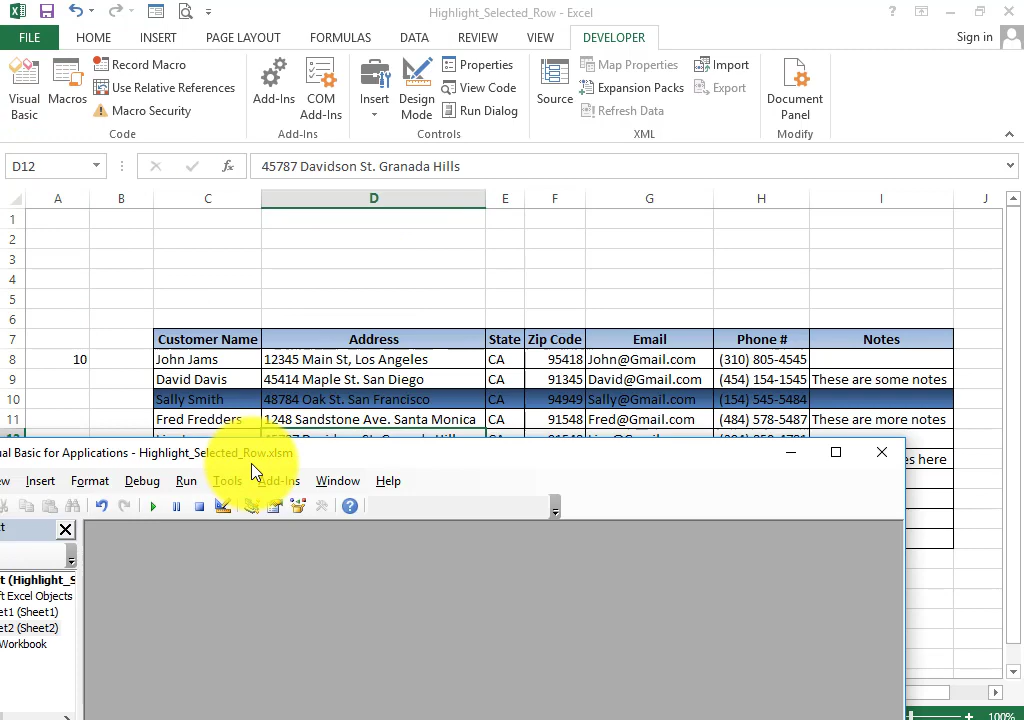 Highlight_Selected_Row - Excel
?
FILE HOME INSERT PAGE LAYOUT FORMULAS DATA REVIEW VIEW DEVELOPER Sign in
Visual Basic
Macros
Record Macro
Use Relative References
Macro Security
Code
Add-Ins
COM Add-Ins
Add-Ins
Insert
Design Mode
Properties
View Code
Run Dialog
Controls
Source
Map Properties
Expansion Packs
Refresh Data
Import
Export
XML
Document Panel
Modify
D12 fx 45787 Davidson St. Granada Hills
A B C D E F G H I J
1
2
3
4
5
6
7 Customer Name Address State Zip Code Email Phone # Notes
8 10 John Jams 12345 Main St, Los Angeles CA 95418 John@Gmail.com (310) 805-4545
9 David Davis 45414 Maple St. San Diego CA 91345 David@Gmail.com (454) 154-1545 These are some notes
10 Sally Smith 48784 Oak St. San Francisco CA 94949 Sally@Gmail.com (154) 545-5484
11 Fred Fredders 1248 Sandstone Ave. Santa Monica CA 91548 Fred@Gmail.com (484) 578-5487 These are more notes
ual Basic for Applications - Highlight_Selected_Row.xlsm
es here
w Insert Format Debug Run Tools Add-Ins Window Help
t
t (Highlight_S
ft Excel Objects
et1 (Sheet1)
et2 (Sheet2)
Workbook
100%